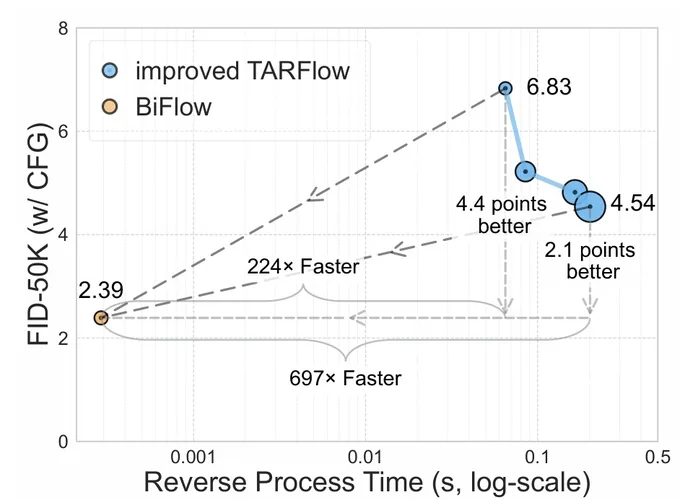 8
6
4
2
0
FID-50K (w/ CFG)
improved TARFlow
BiFlow
6.83
4.54
4.4 points
better
2.1 points
better
2.39
224× Faster
697× Faster
0.001
0.01
0.1
0.5
Reverse Process Time (s, log-scale)